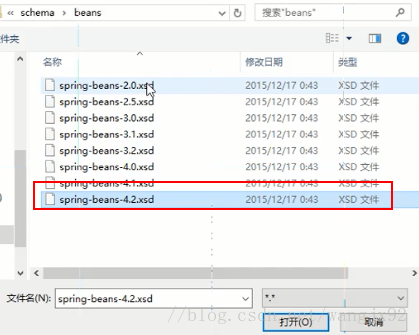 « schema › beans
搜索"beans"
文件夹
名称 修改日期 类型
spring-beans-2.0.xsd 2015/12/17 0:43 XSD 文件
spring-beans-2.5.xsd 2015/12/17 0:43 XSD 文件
spring-beans-3.0.xsd 2015/12/17 0:43 XSD 文件
spring-beans-3.1.xsd 2015/12/17 0:43 XSD 文件
spring-beans-3.2.xsd 2015/12/17 0:43 XSD 文件
spring-beans-4.0.xsd 2015/12/17 0:43 XSD 文件
spring-beans-4.1.xsd 2015/12/17 0:43 XSD 文件
spring-beans-4.2.xsd 2015/12/17 0:43 XSD 文件
文件名(N): spring-beans-4.2.xsd *.*
打开(O) 取消